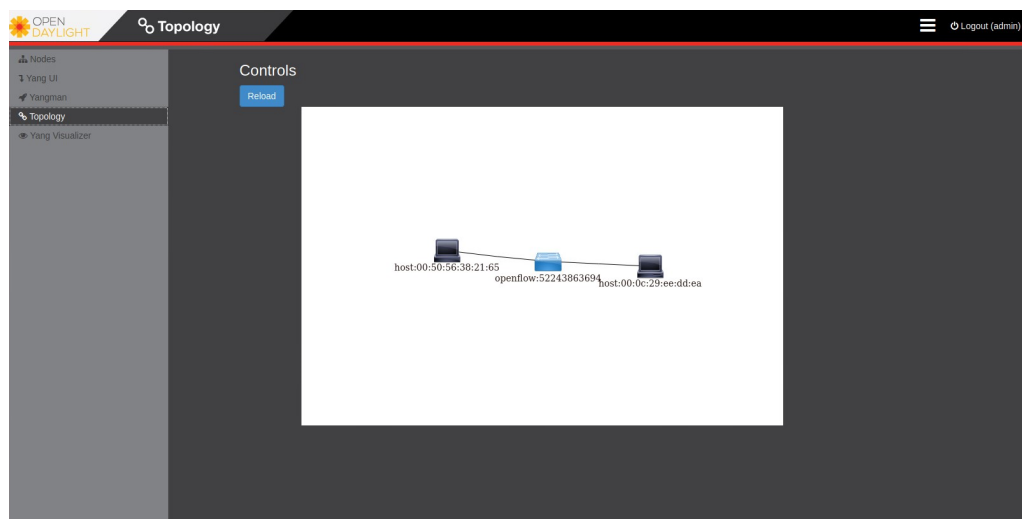 OPEN
DAYLIGHT
Topology
Logout (admin)
Nodes
Yang UI
Yangman
Topology
Yang Visualizer
Controls
Reload
host:00:50:56:38:21:65
openflow:52243863694
host:00:0c:29:ee:dd:ea